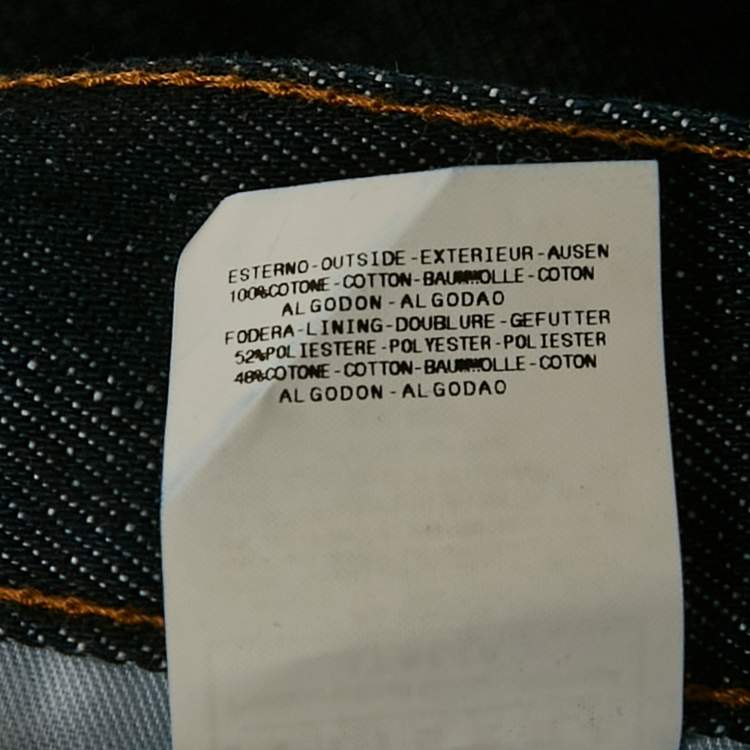 ESTERNO-OUTSIDE-EXTERIEUR-AUSEN
100%COTONE-COTTON-BAUMWOLLE-COTON
ALGODON-ALGODAO
FODERA-LINING-DOUBLURE-GEFUTTER
52%POLIESTERE-POLYESTER-POLIESTER
48%COTONE-COTTON-BAUMWOLLE-COTON
ALGODON-ALGODAO